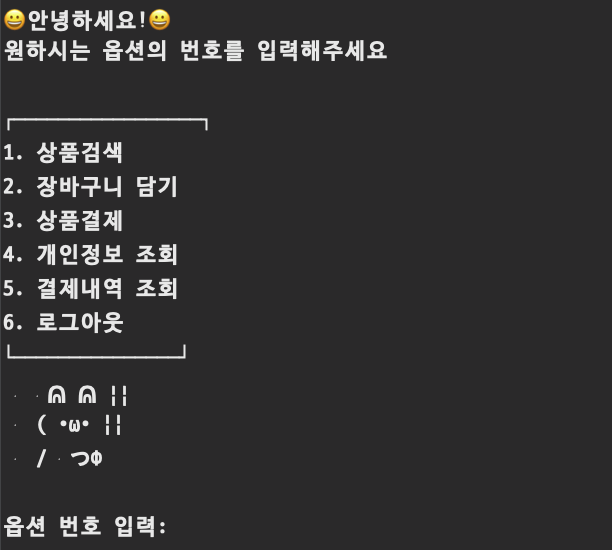 😀안녕하세요!😀
원하시는 옵션의 번호를 입력해주세요
┌─────────────────┐
1. 상품검색
2. 장바구니 담기
3. 상품결제
4. 개인정보 조회
5. 결제내역 조회
6. 로그아웃
└───────────────┘
ᕱ ᕱ ¦¦
( •ω• ¦¦
/ つΦ
옵션 번호 입력: